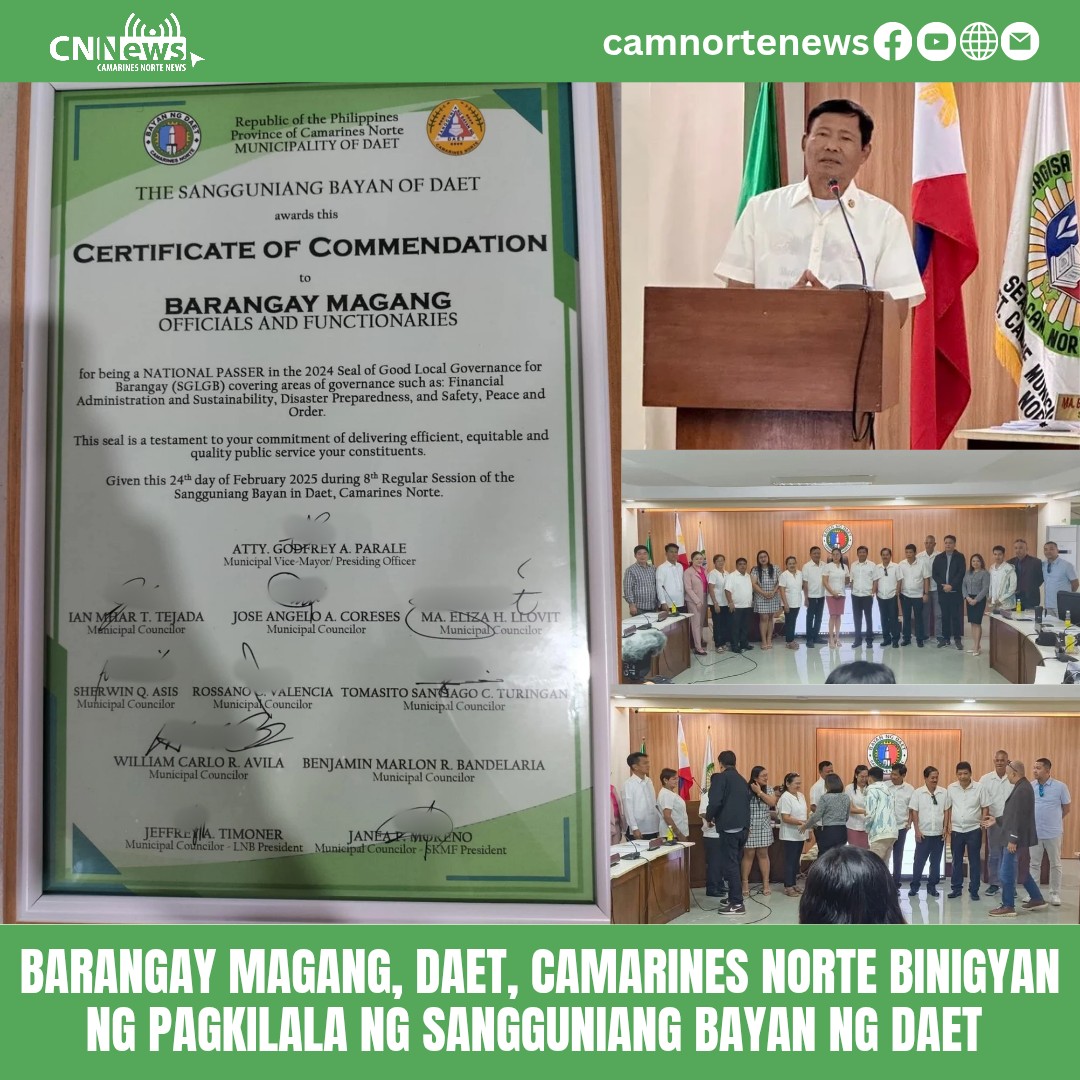 CNNews
CAMARINES NORTE NEWS
camnortenews
BAYAN NG DAET
CAMARINES NORTE
Republic of the Philippines
Province of Camarines Norte
MUNICIPALITY OF DAET
THE SANGGUNIANG BAYAN OF DAET
awards this
CERTIFICATE OF COMMENDATION
to
BARANGAY MAGANG
OFFICIALS AND FUNCTIONARIES
for being a NATIONAL PASSER in the 2024 Seal of Good Local Governance for
Barangay (SGLGB) covering areas of governance such as: Financial
Administration and Sustainability, Disaster Preparedness, and Safety, Peace and
Order.
This seal is a testament to your commitment of delivering efficient, equitable and
quality public service your constituents.
Given this 24th day of February 2025 during 8th Regular Session of the
Sangguniang Bayan in Daet, Camarines Norte.
ATTY. GODFREY A. PARALE
Municipal Vice-Mayor/ Presiding Officer
IAN MHAR T. TEJADA JOSE ANGELO A. CORESES MA. ELIZA H. LLOVIT
Municipal Councilor Municipal Councilor Municipal Councilor
SHERWIN Q. ASIS ROSSANO C. VALENCIA TOMASITO SANTIAGO C. TURINGAN
Municipal Councilor Municipal Councilor Municipal Councilor
WILLIAM CARLO R. AVILA BENJAMIN MARLON R. BANDELARIA
Municipal Councilor Municipal Councilor
JEFFREY A. TIMONER JANEA P. MORENO
Municipal Councilor - LNB President Municipal Councilor - SKMF President
BARANGAY MAGANG, DAET, CAMARINES NORTE BINIGYAN
NG PAGKILALA NG SANGGUNIANG BAYAN NG DAET